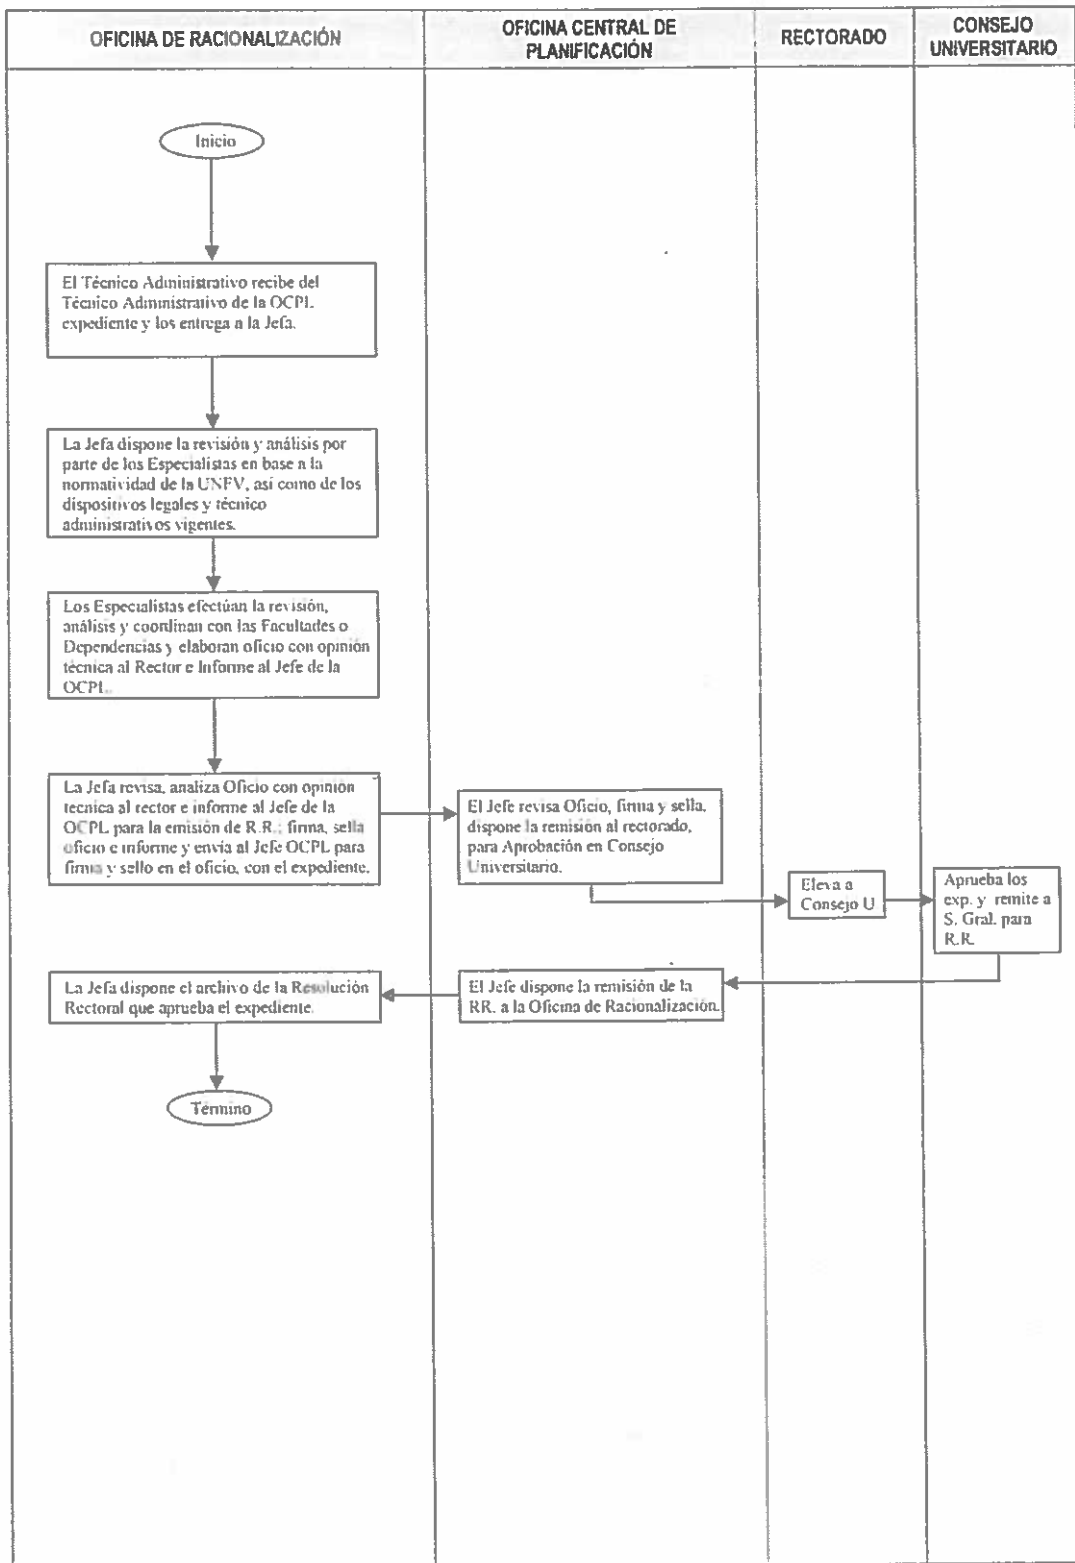 OFICINA DE RACIONALIZACIÓN
OFICINA CENTRAL DE
PLANIFICACIÓN
RECTORADO
CONSEJO
UNIVERSITARIO
Inicio
El Técnico Administrativo recibe del
Técnico Administrativo de la OCPL
expediente y los entrega a la Jefa.
La Jefa dispone la revisión y análisis por
parte de los Especialistas en base a la
normatividad de la UNFV, así como de los
dispositivos legales y técnico
administrativos vigentes.
Los Especialistas efectúan la revisión,
análisis y coordinan con las Facultades o
Dependencias y elaboran oficio con opinión
técnica al Rector e Informe al Jefe de la
OCPL.
La Jefa revisa, analiza Oficio con opinión
tecnica al rector e informe al Jefe de la
OCPL para la emisión de R.R.; firma, sella
oficio e informe y envía al Jefe OCPL para
firma y sello en el oficio, con el expediente.
El Jefe revisa Oficio, firma y sella,
dispone la remisión al rectorado,
para Aprobación en Consejo
Universitario.
Eleva a
Consejo U
Aprueba los
exp. y remite a
S. Gral. para
R.R.
El Jefe dispone la remisión de la
RR. a la Oficina de Racionalización.
La Jefa dispone el archivo de la Resolución
Rectoral que aprueba el expediente.
Término